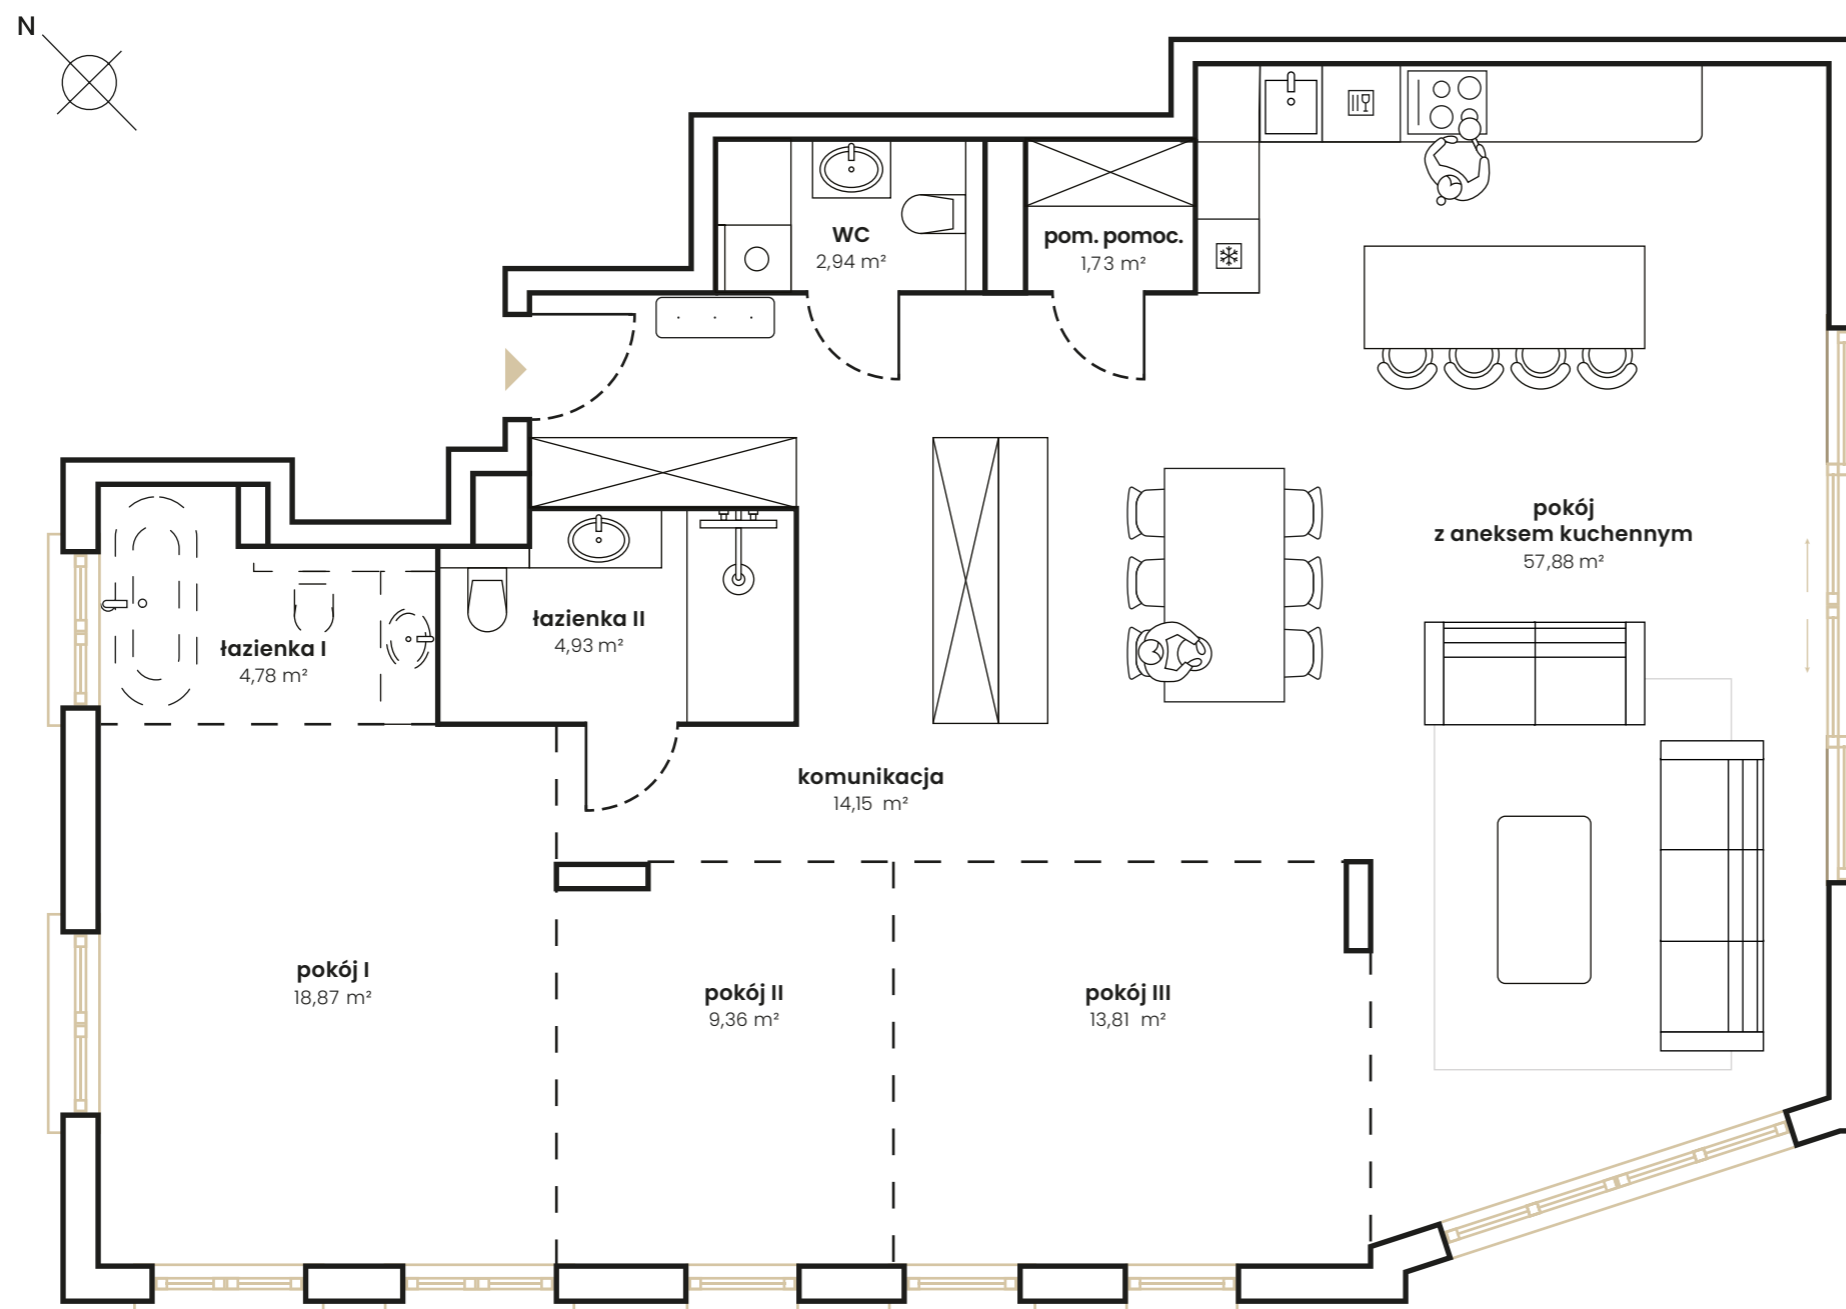 N
WC
2,94 m²
pom. pomoc.
1,73 m²
pokój
z aneksem kuchennym
57,88 m²
łazienka I
4,78 m²
łazienka II
4,93 m²
komunikacja
14,15 m²
pokój I
18,87 m²
pokój II
9,36 m²
pokój III
13,81 m²